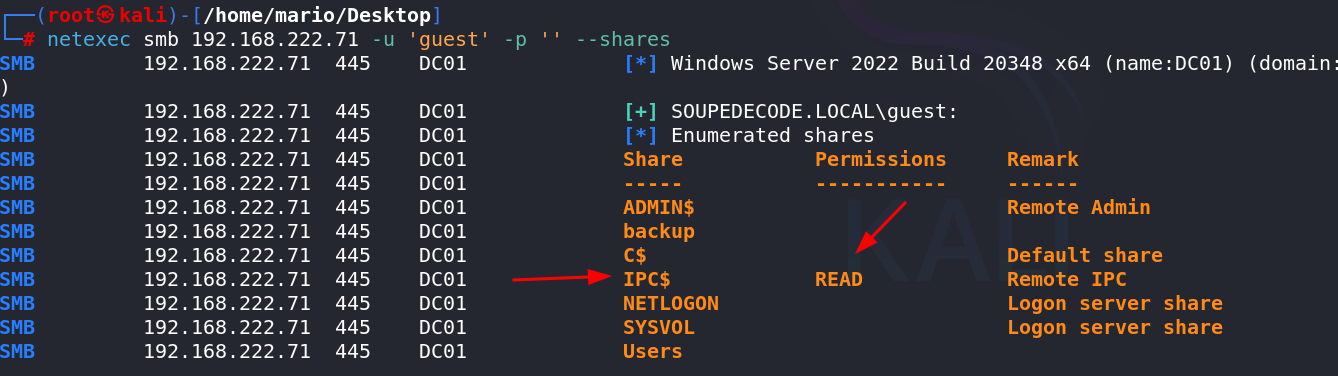 ┌──(root㉿kali)-[/home/mario/Desktop]
└─# netexec smb 192.168.222.71 -u 'guest' -p '' --shares
SMB 192.168.222.71 445 DC01 [*] Windows Server 2022 Build 20348 x64 (name:DC01) (domain:
)
SMB 192.168.222.71 445 DC01 [+] SOUPEDECODE.LOCAL\guest:
SMB 192.168.222.71 445 DC01 [*] Enumerated shares
SMB 192.168.222.71 445 DC01 Share Permissions Remark
SMB 192.168.222.71 445 DC01 ----- ----------- ------
SMB 192.168.222.71 445 DC01 ADMIN$ Remote Admin
SMB 192.168.222.71 445 DC01 backup
SMB 192.168.222.71 445 DC01 C$ Default share
SMB 192.168.222.71 445 DC01 IPC$ READ Remote IPC
SMB 192.168.222.71 445 DC01 NETLOGON Logon server share
SMB 192.168.222.71 445 DC01 SYSVOL Logon server share
SMB 192.168.222.71 445 DC01 Users
KALI